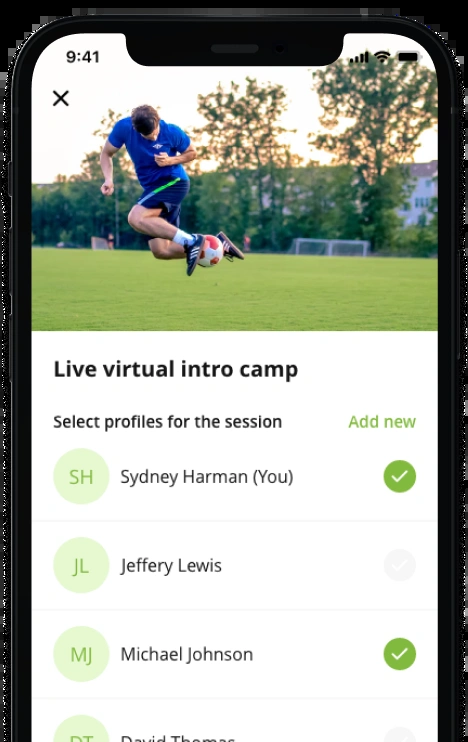 9:41
Live virtual intro camp
Select profiles for the session Add new
SH Sydney Harman (You)
JL Jeffery Lewis
MJ Michael Johnson
DT David Thomas